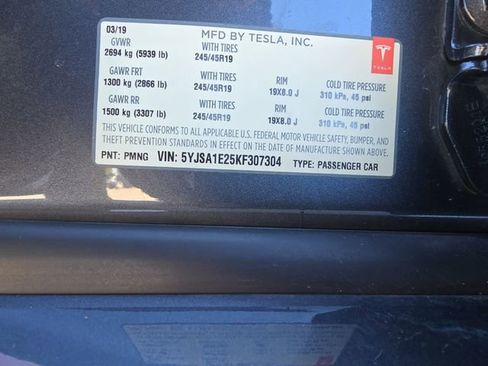 03/19
MFD BY TESLA, INC.
GVWR
2694 kg (5939 lb)
WITH TIRES
245/45R19
TESLA
GAWR FRT
1300 kg (2866 lb)
WITH TIRES
245/45R19
RIM
19X8.0 J
COLD TIRE PRESSURE
310 kPa, 45 psi
GAWR RR
1500 kg (3307 lb)
WITH TIRES
245/45R19
RIM
19X8.0 J
COLD TIRE PRESSURE
310 kPa, 45 psi
THIS VEHICLE CONFORMS TO ALL APPLICABLE U.S. FEDERAL MOTOR VEHICLE SAFETY, BUMPER, AND
THEFT PREVENTION STANDARDS IN EFFECT ON THE DATE OF MANUFACTURE SHOWN ABOVE.
PNT: PMNG VIN: 5YJSA1E25KF307304 TYPE: PASSENGER CAR